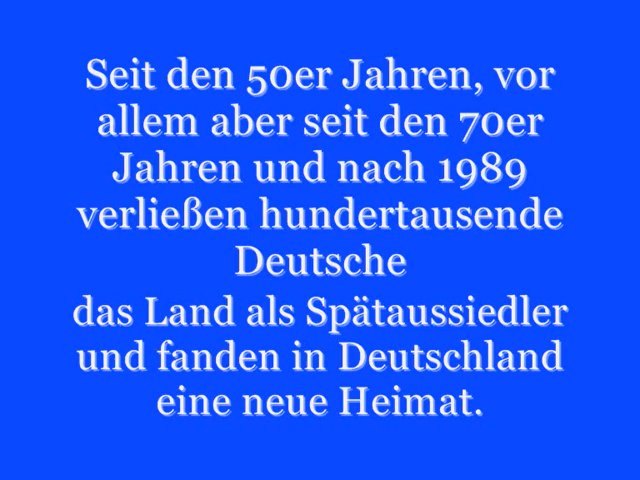 Seit den 50er Jahren, vor
allem aber seit den 70er
Jahren und nach 1989
verließen hundertausende
Deutsche
das Land als Spätaussiedler
und fanden in Deutschland
eine neue Heimat.